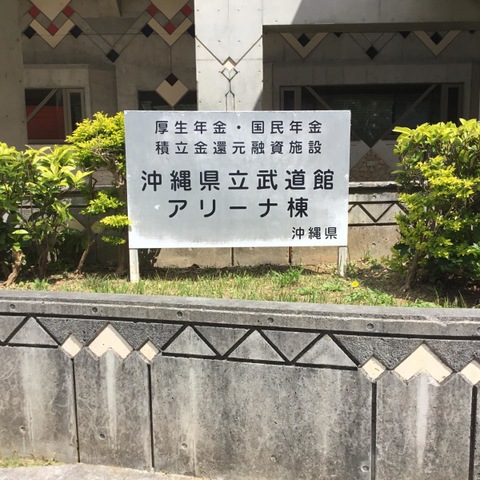 厚生年金・国民年金
積立金還元融資施設
沖縄県立武道館
アリーナ棟
沖縄県